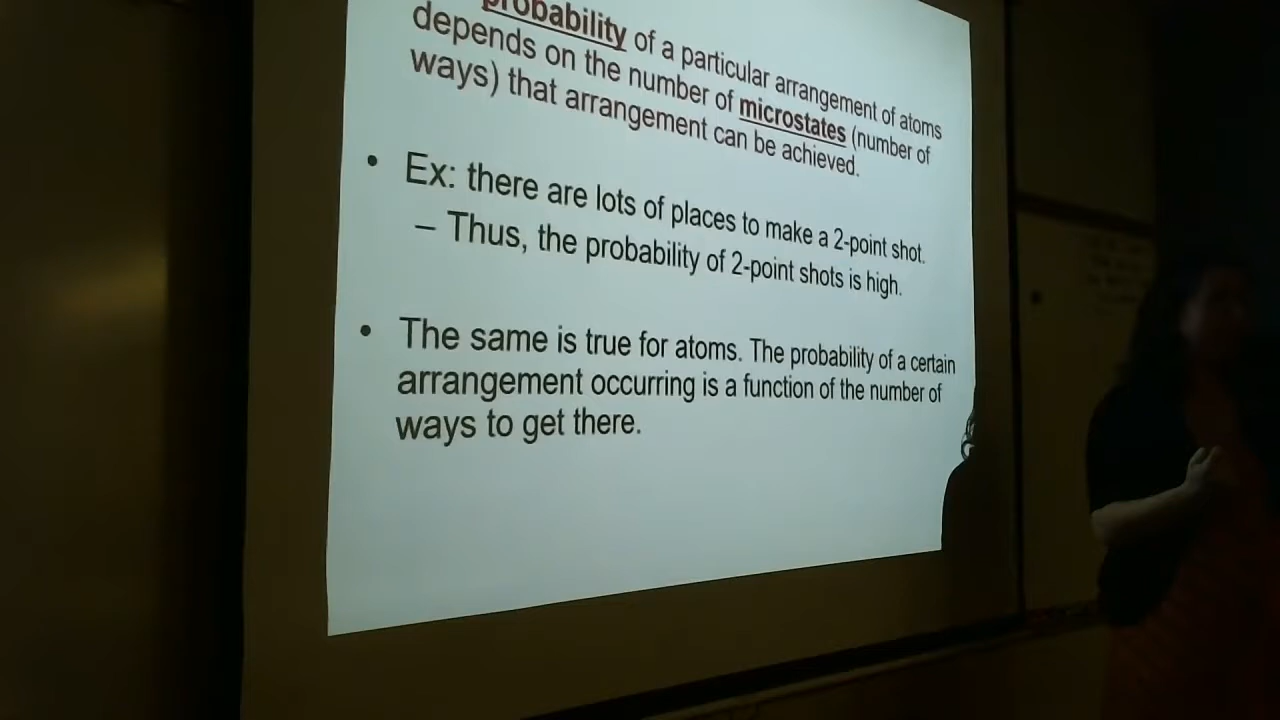 probability of a particular arrangement of atoms
depends on the number of microstates (number of
ways) that arrangement can be achieved.
• Ex: there are lots of places to make a 2-point shot.
– Thus, the probability of 2-point shots is high.
• The same is true for atoms. The probability of a certain
arrangement occurring is a function of the number of
ways to get there.